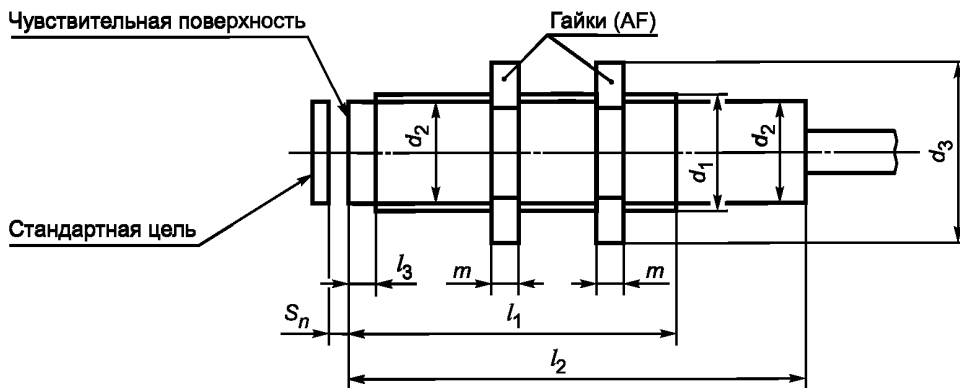 Чувствительная поверхность
Гайки (AF)
d2
d1
d2
d3
Стандартная цель
l3
m
m
Sn
l1
l2